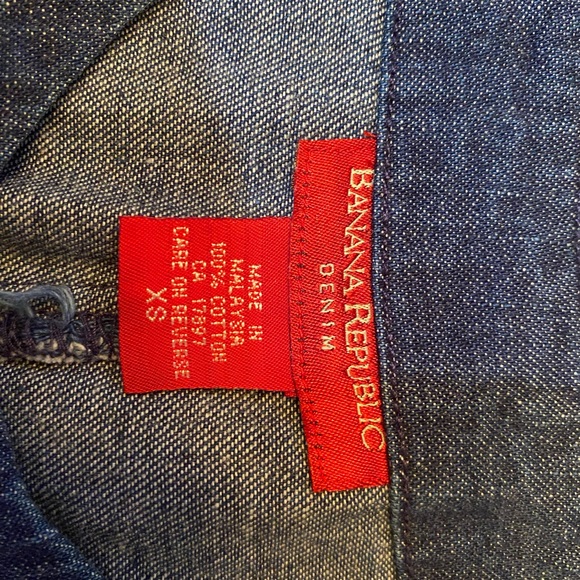 BANANA REPUBLIC
DENIM
MADE IN
MALAYSIA
100% COTTON
CA 17897
CARE ON REVERSE
XS